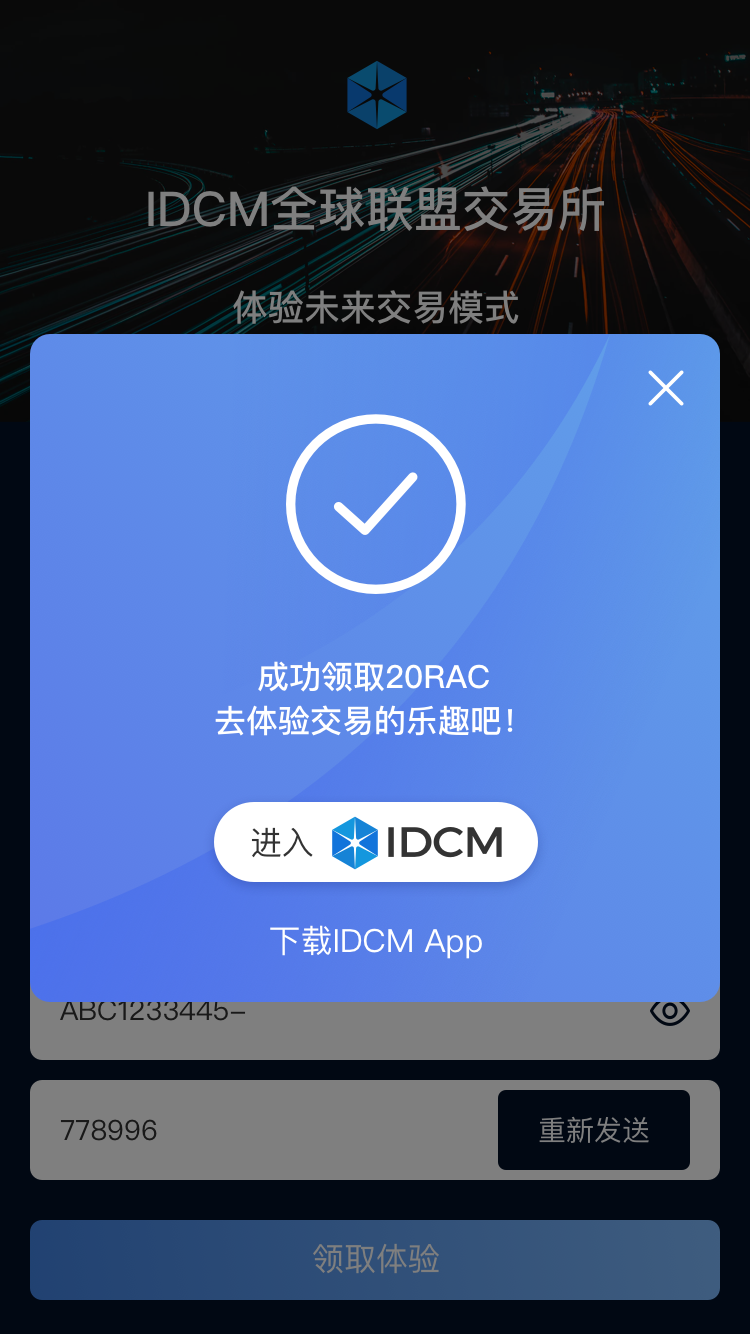 IDCM全球联盟交易所
体验未来交易模式
成功领取20RAC
去体验交易的乐趣吧！
进入 IDCM
下载IDCM App
ABC1233445-
778996
重新发送
领取体验